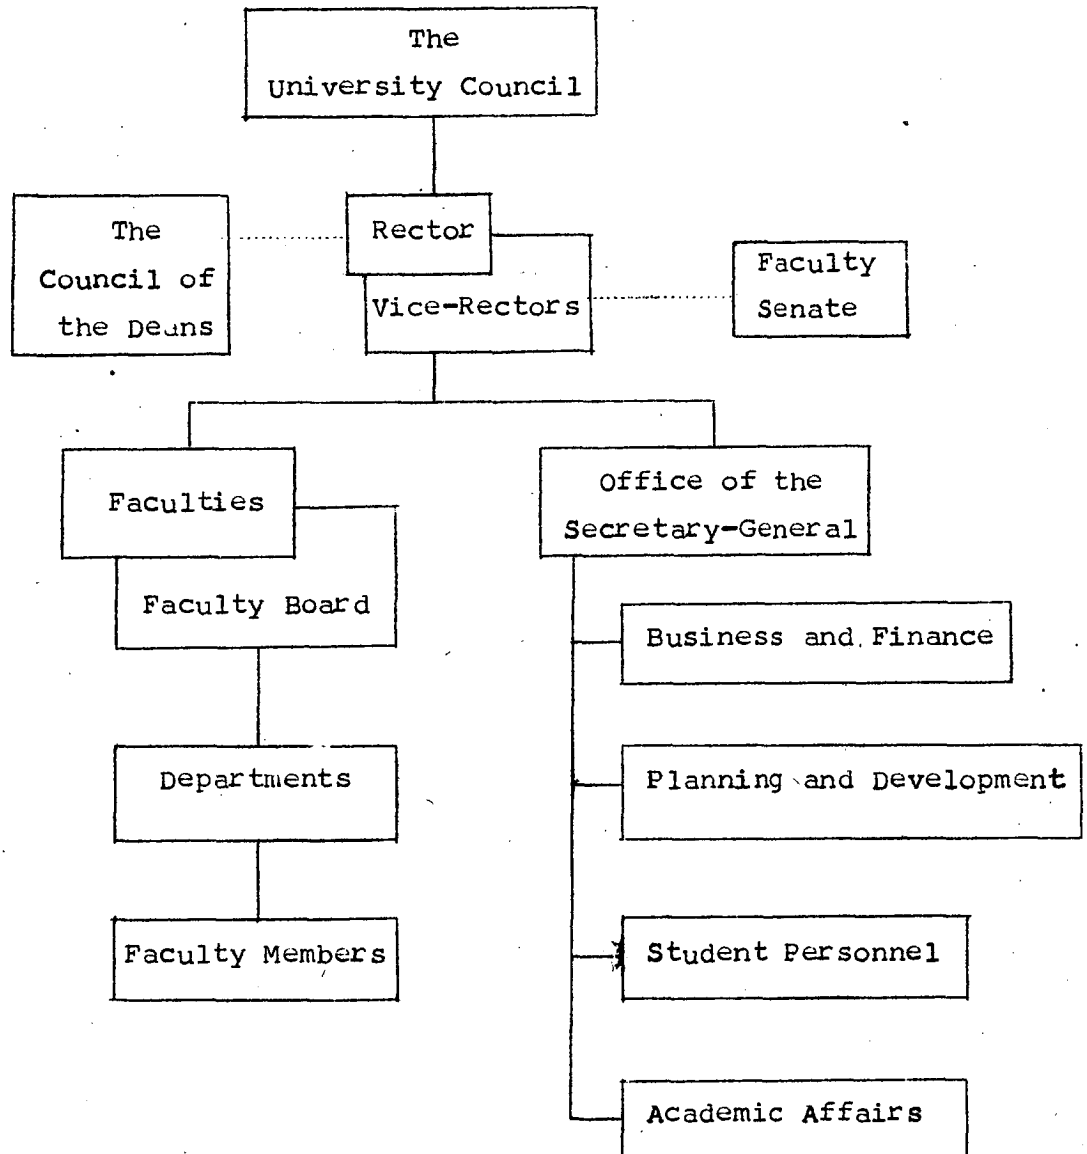 The
University Council
The
Council of
the Deans
Rector
Vice-Rectors
Faculty
Senate
Faculties
Faculty Board
Departments
Faculty Members
Office of the
Secretary-General
Business and Finance
Planning and Development
Student Personnel
Academic Affairs